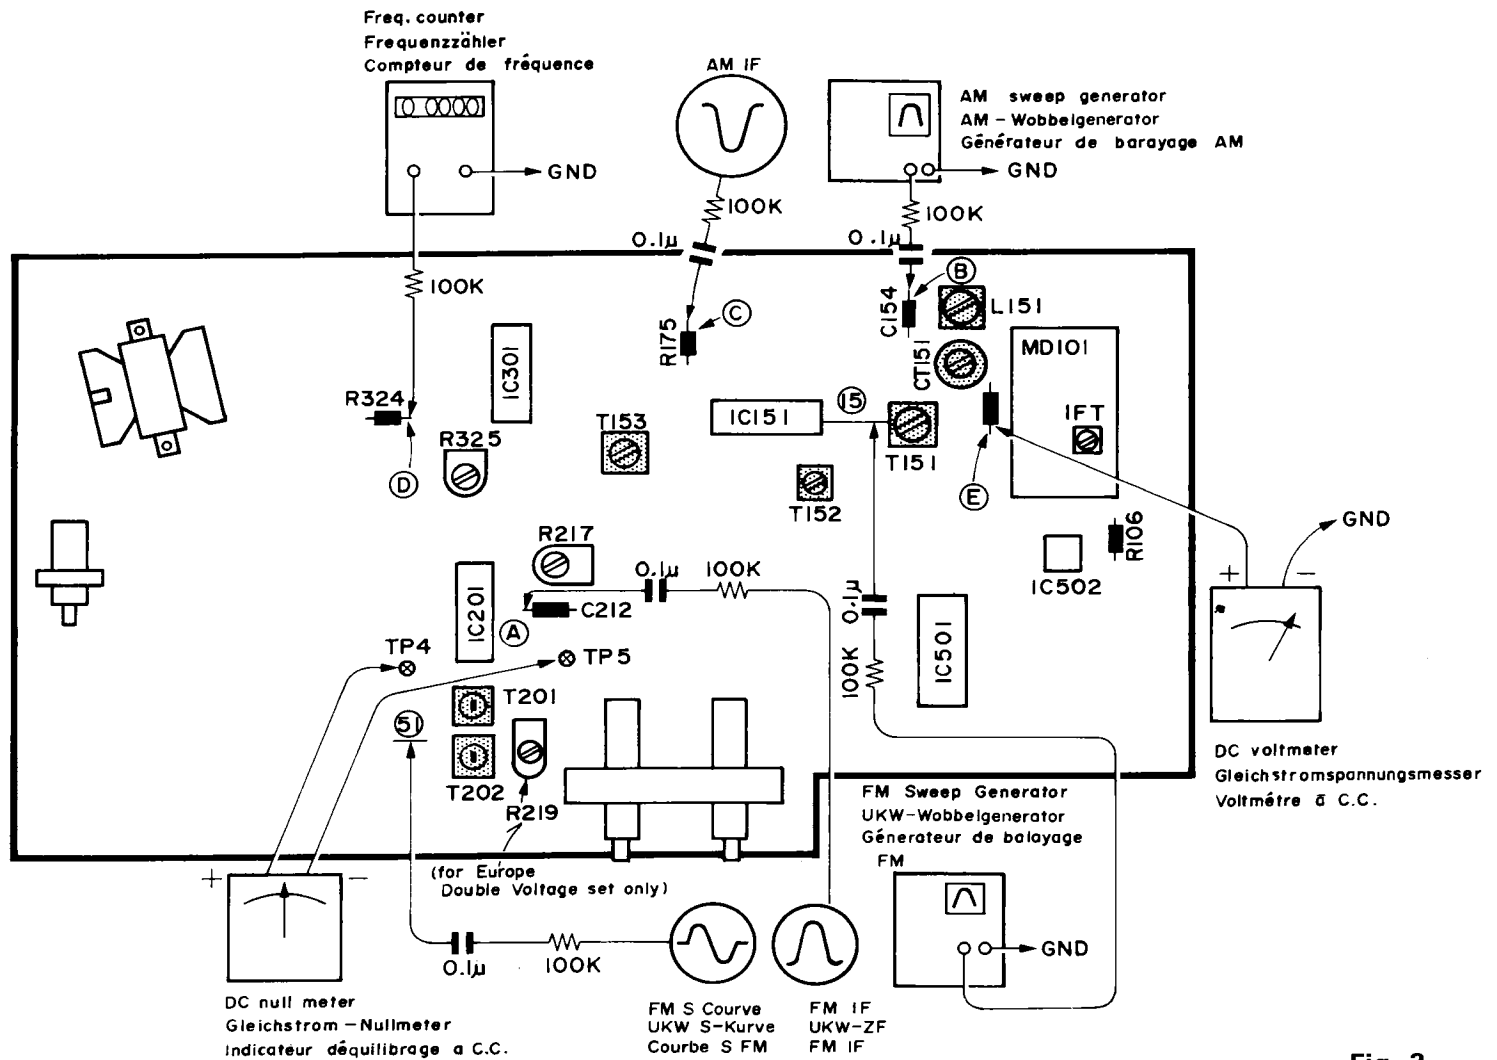 Freq. counter
Frequenzzähler
Compteur de fréquence
GND
100K
AM IF
100K
0.1µ
AM sweep generator
AM-Wobbelgenerator
Générateur de barayage AM
GND
100K
0.1µ
B
C154
L151
C
R175
CT151
MD101
IFT
IC301
R324
R325
D
T153
IC151
15
T151
T152
E
R106
IC502
GND
+
-
DC voltmeter
Gleichstromspannungsmesser
Voltmétre ā C.C.
R217
0.1µ
100K
IC201
C212
A
TP4
TP5
0.1µ
100K
IC501
T201
51
T202
R219
(for Europe
Double Voltage set only)
FM Sweep Generator
UKW-Wobbelgenerator
Génerateur de balayage
FM
GND
+
-
DC null meter
Gleichstrom-Nullmeter
Indicateur déquilibrage a C.C.
0.1µ
100K
FM S Courve
UKW S-Kurve
Courbe S FM
FM IF
UKW-ZF
FM IF